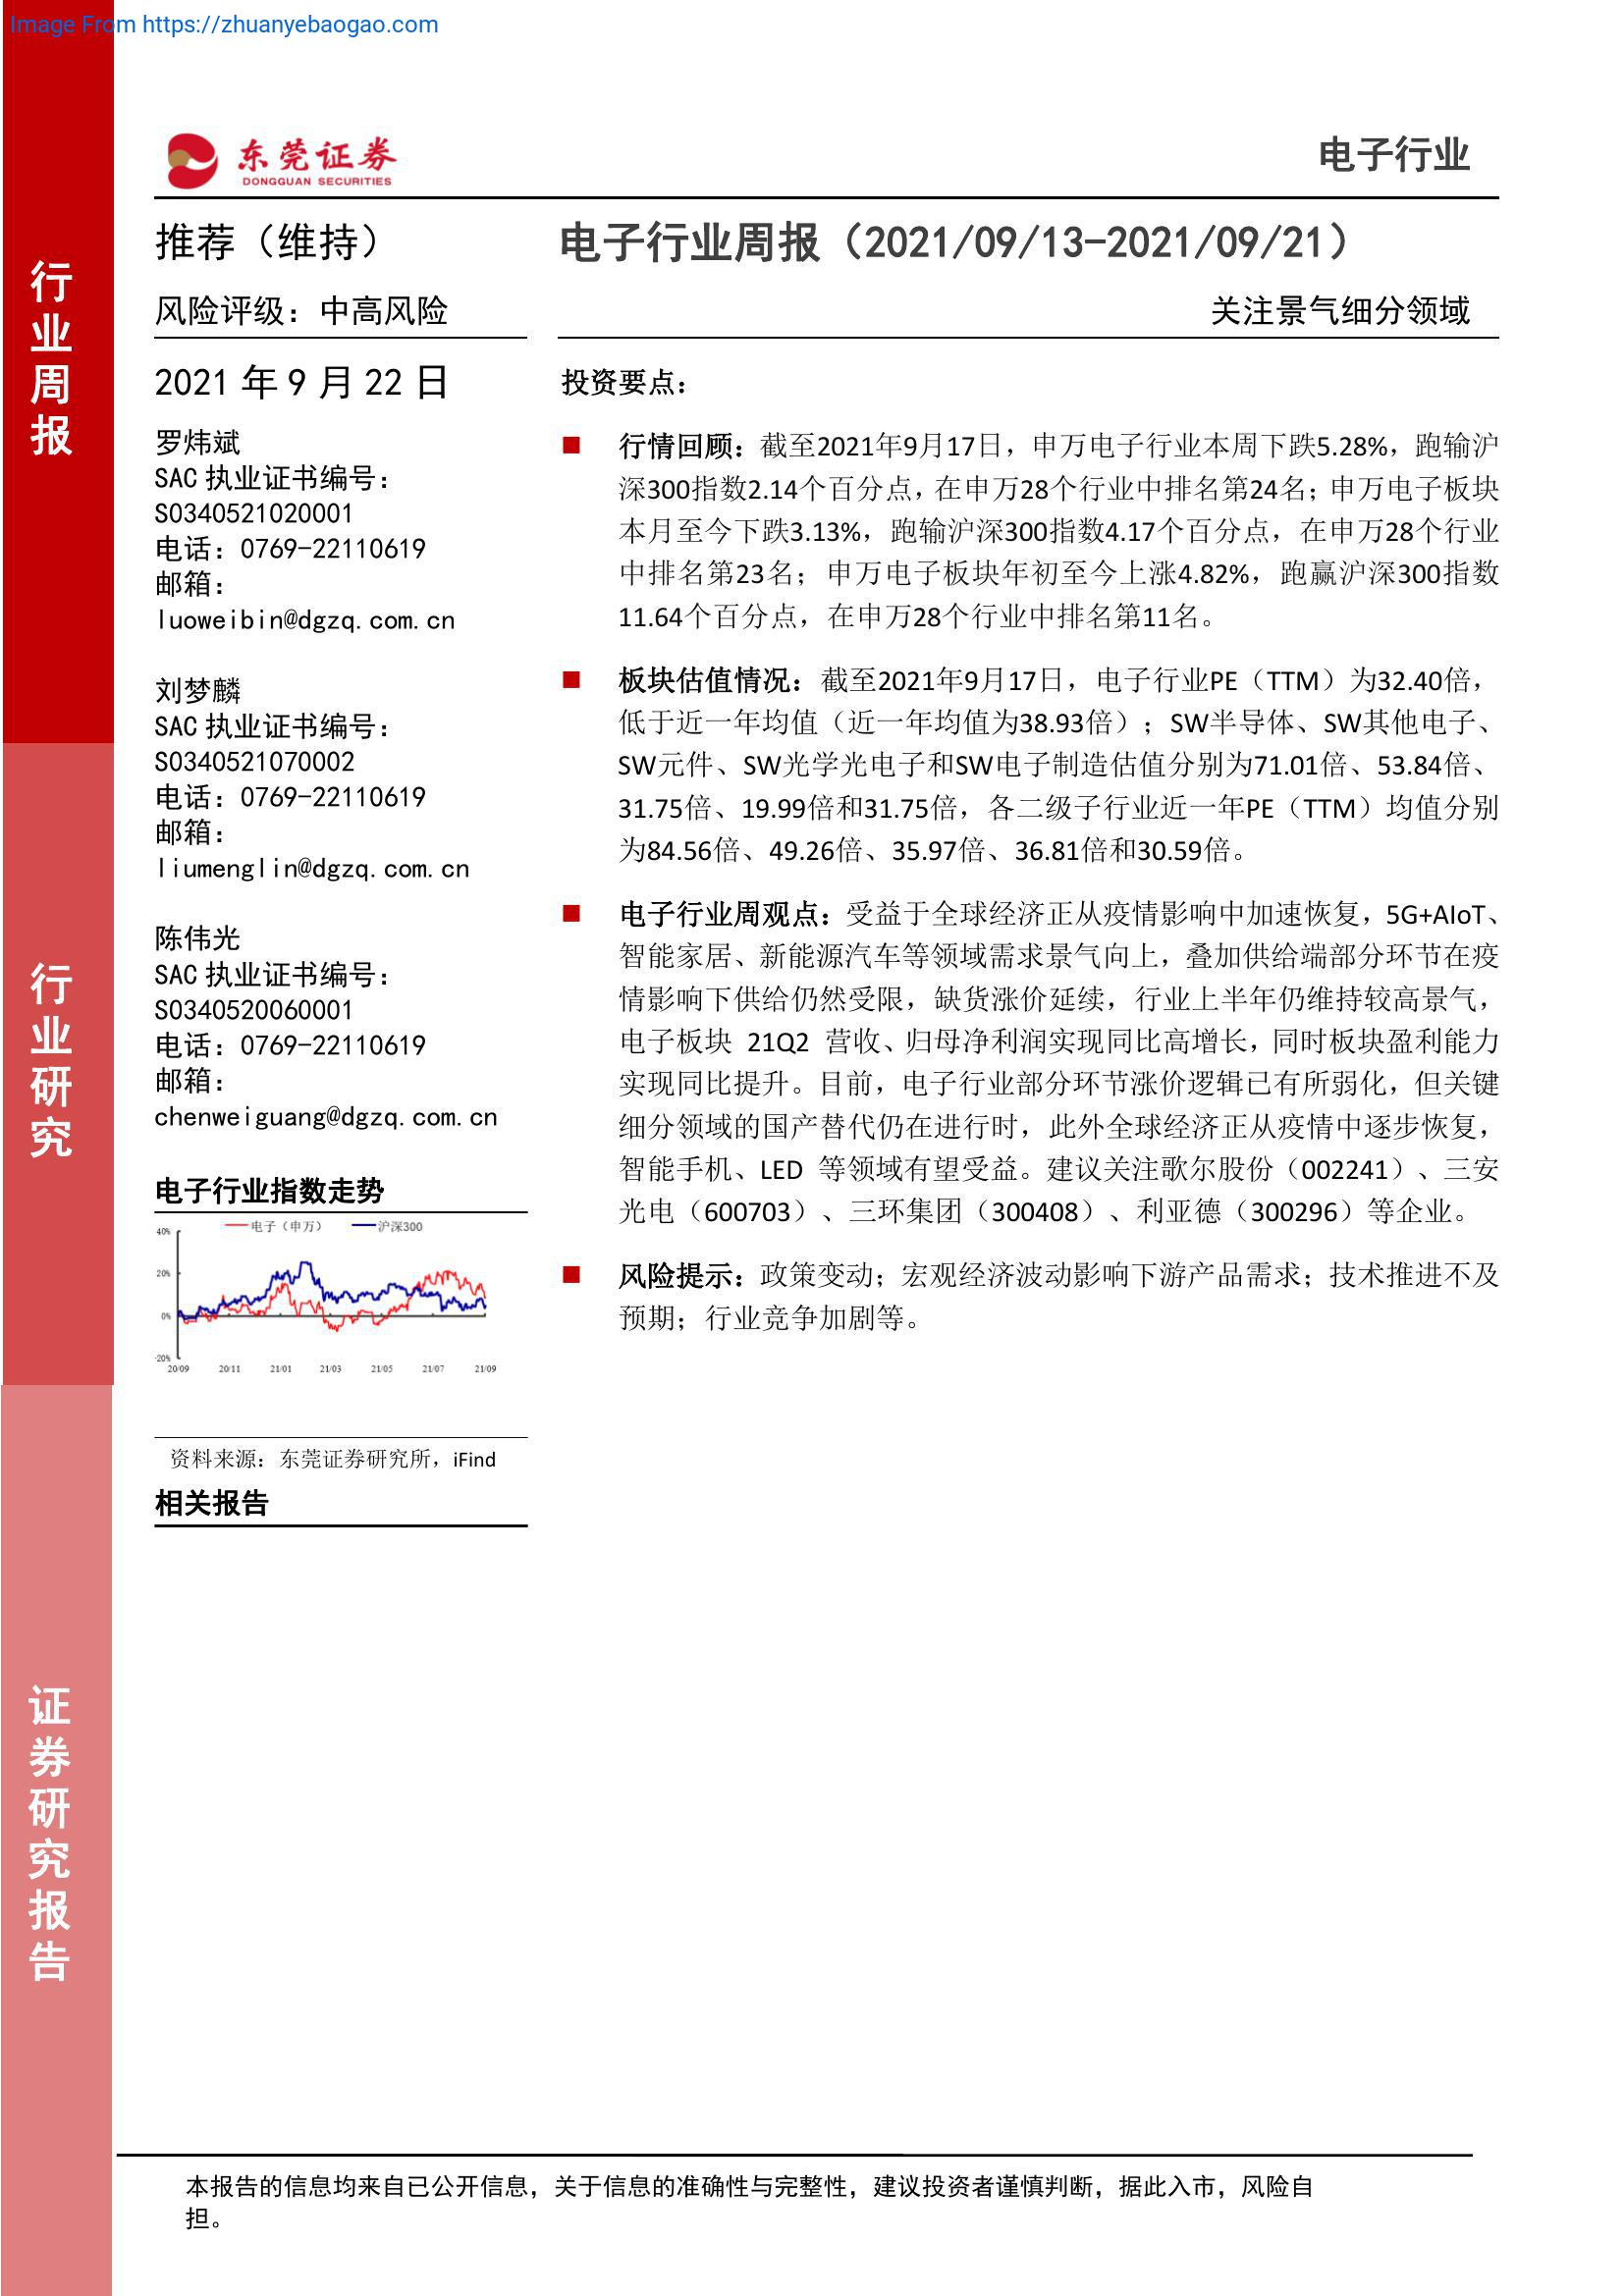 Image From https://zhuanyebaogao.com
东莞证券
DONGGUAN SECURITIES
电子行业
行业周报
行业研究
证券研究报告
推荐（维持）
风险评级：中高风险
2021 年 9 月 22 日
罗炜斌
SAC 执业证书编号：
S0340521020001
电话：0769-22110619
邮箱：
luoweibin@dgzq.com.cn
刘梦麟
SAC 执业证书编号：
S0340521070002
电话：0769-22110619
邮箱：
liumenglin@dgzq.com.cn
陈伟光
SAC 执业证书编号：
S0340520060001
电话：0769-22110619
邮箱：
chenweiguang@dgzq.com.cn
电子行业指数走势
电子（申万） 沪深300
40%
20%
0%
-20%
20/09 20/11 21/01 21/03 21/05 21/07 21/09
资料来源：东莞证券研究所，iFind
相关报告
电子行业周报（2021/09/13-2021/09/21）
关注景气细分领域
投资要点：
■ 行情回顾：截至2021年9月17日，申万电子行业本周下跌5.28%，跑输沪
深300指数2.14个百分点，在申万28个行业中排名第24名；申万电子板块
本月至今下跌3.13%，跑输沪深300指数4.17个百分点，在申万28个行业
中排名第23名；申万电子板块年初至今上涨4.82%，跑赢沪深300指数
11.64个百分点，在申万28个行业中排名第11名。
■ 板块估值情况：截至2021年9月17日，电子行业PE（TTM）为32.40倍，
低于近一年均值（近一年均值为38.93倍）；SW半导体、SW其他电子、
SW元件、SW光学光电子和SW电子制造估值分别为71.01倍、53.84倍、
31.75倍、19.99倍和31.75倍，各二级子行业近一年PE（TTM）均值分别
为84.56倍、49.26倍、35.97倍、36.81倍和30.59倍。
■ 电子行业周观点：受益于全球经济正从疫情影响中加速恢复，5G+AIoT、
智能家居、新能源汽车等领域需求景气向上，叠加供给端部分环节在疫
情影响下供给仍然受限，缺货涨价延续，行业上半年仍维持较高景气，
电子板块 21Q2 营收、归母净利润实现同比高增长，同时板块盈利能力
实现同比提升。目前，电子行业部分环节涨价逻辑已有所弱化，但关键
细分领域的国产替代仍在进行时，此外全球经济正从疫情中逐步恢复，
智能手机、LED 等领域有望受益。建议关注歌尔股份（002241）、三安
光电（600703）、三环集团（300408）、利亚德（300296）等企业。
■ 风险提示：政策变动；宏观经济波动影响下游产品需求；技术推进不及
预期；行业竞争加剧等。
本报告的信息均来自已公开信息，关于信息的准确性与完整性，建议投资者谨慎判断，据此入市，风险自
担。